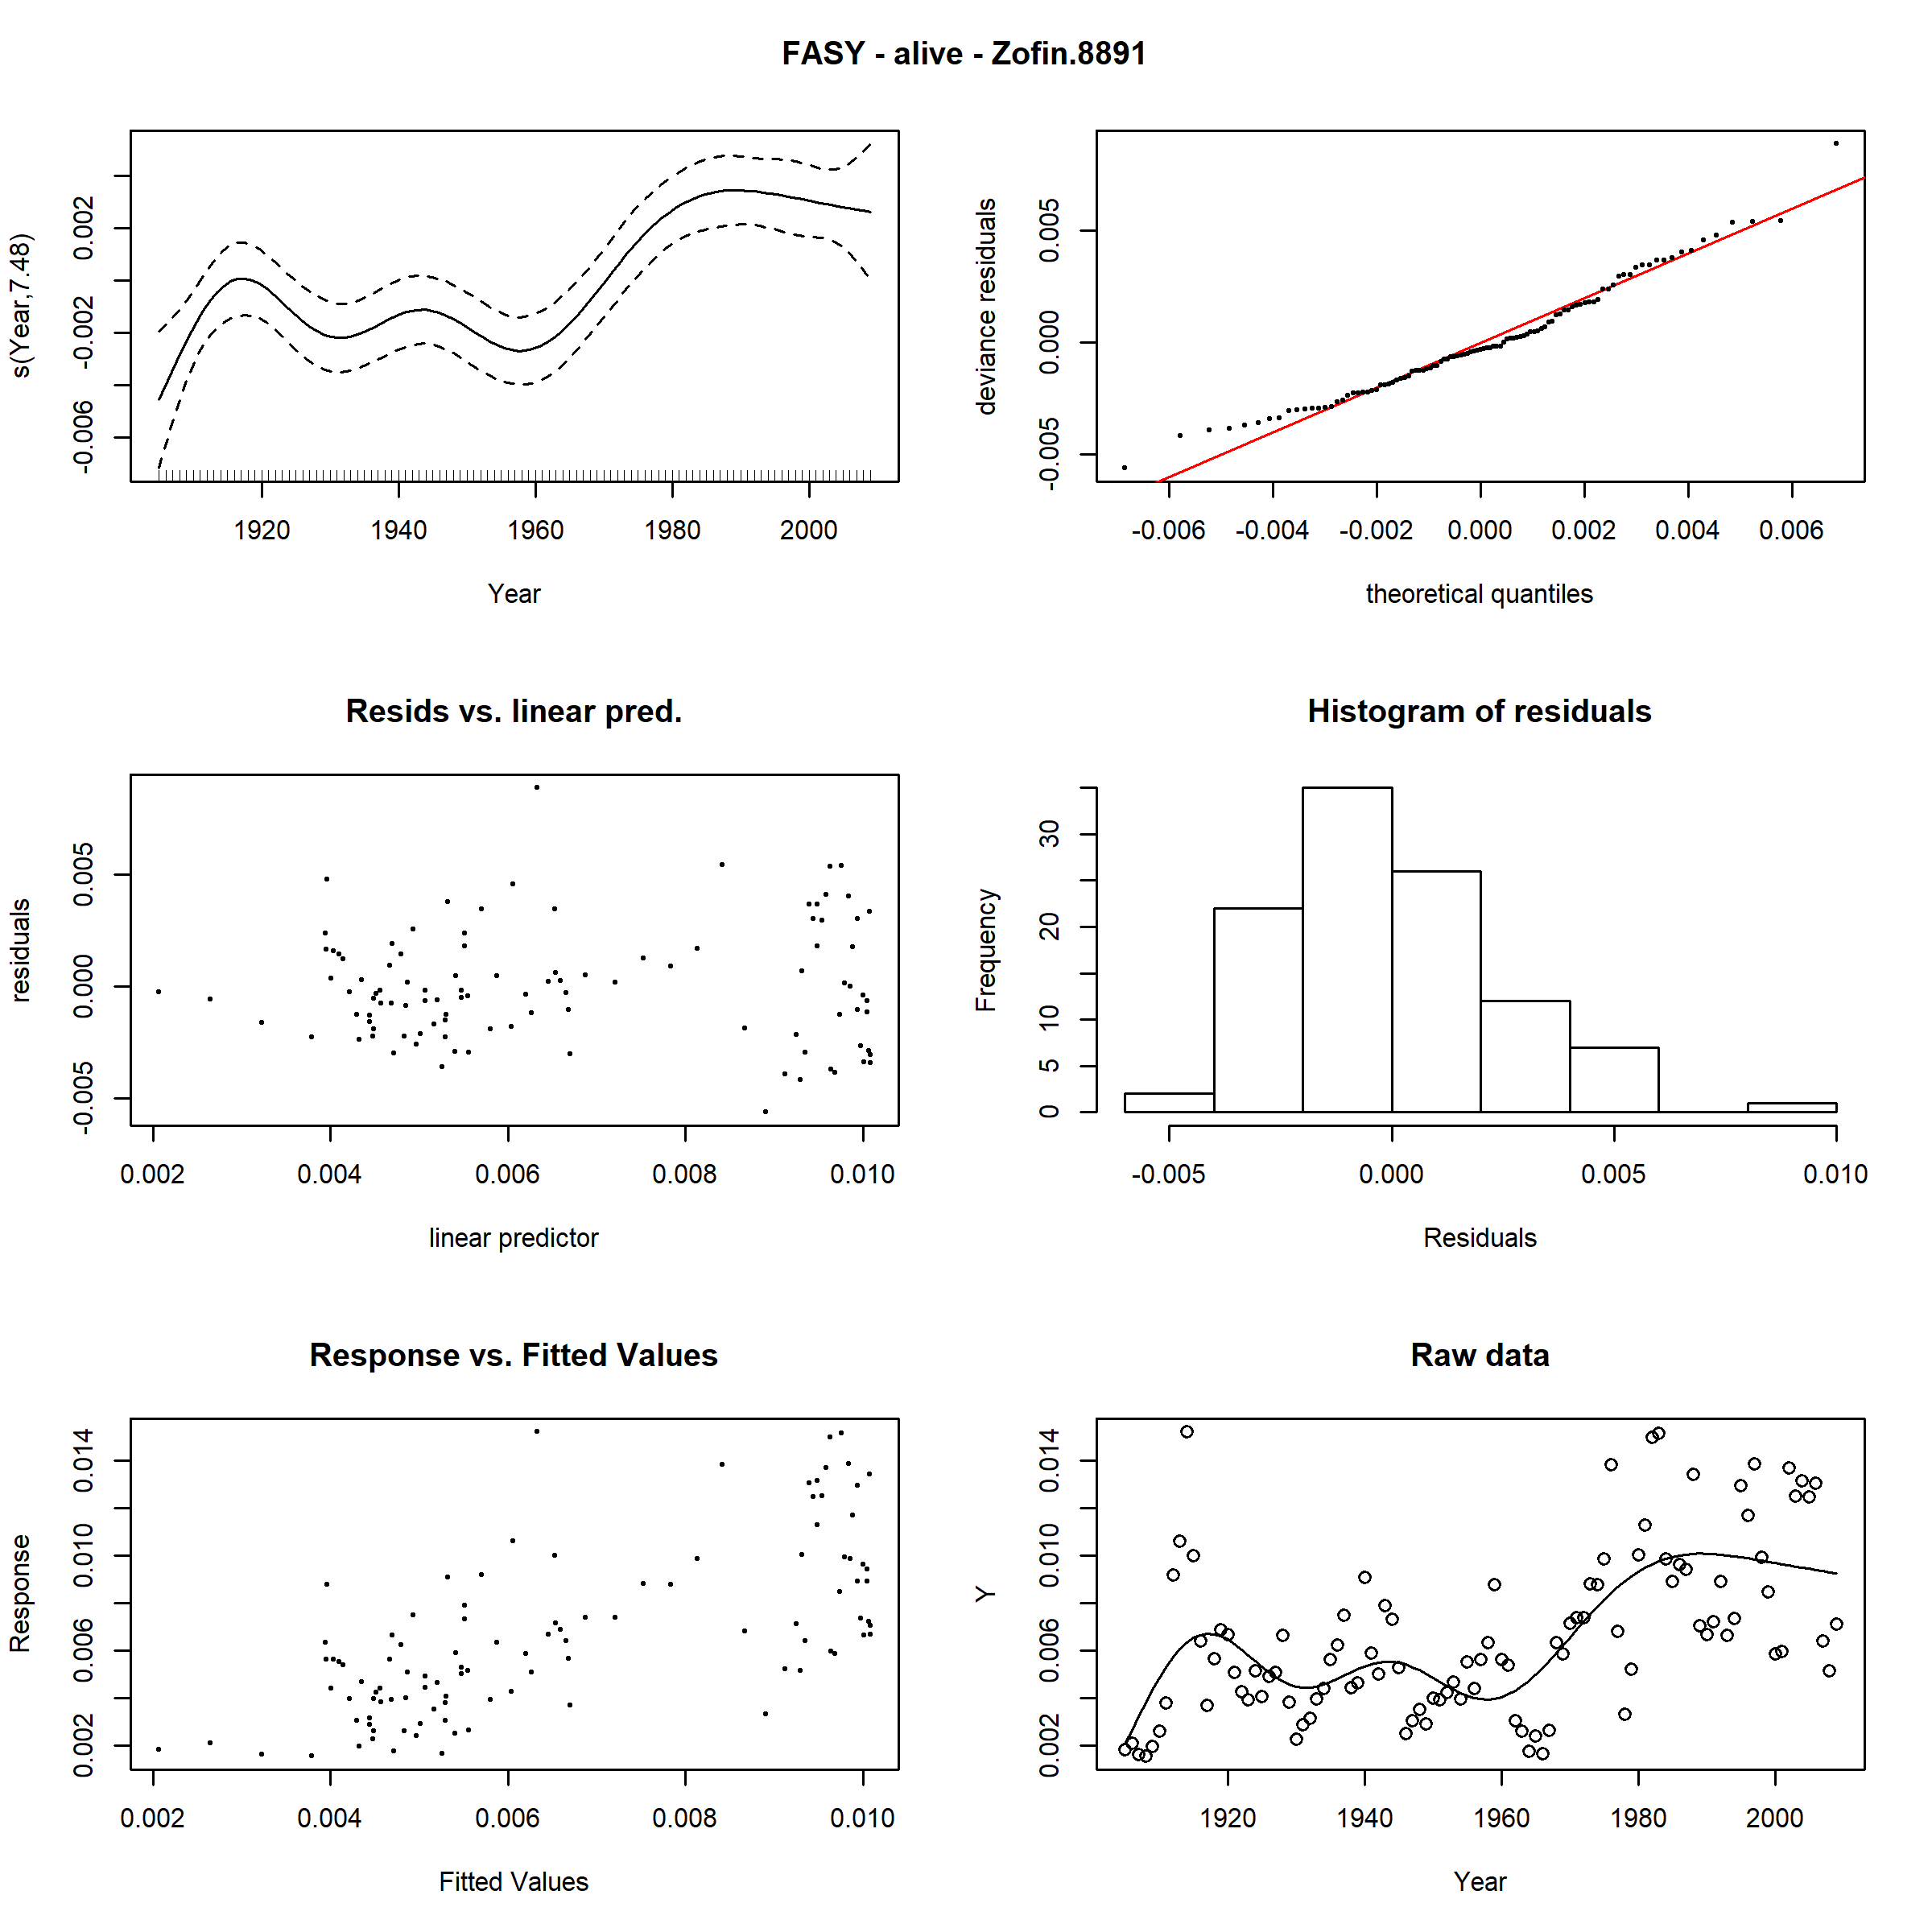 FASY - alive - Zofin.8891
s(Year,7.48)
-0.006 -0.002 0.002
1920 1940 1960 1980 2000
Year
deviance residuals
-0.005 0.000 0.005
-0.006 -0.004 -0.002 0.000 0.002 0.004 0.006
theoretical quantiles
Resids vs. linear pred.
residuals
-0.005 0.000 0.005
0.002 0.004 0.006 0.008 0.010
linear predictor
Histogram of residuals
Frequency
0 5 10 20 30
-0.005 0.000 0.005 0.010
Residuals
Response vs. Fitted Values
Response
0.002 0.006 0.010 0.014
0.002 0.004 0.006 0.008 0.010
Fitted Values
Raw data
Y
0.002 0.006 0.010 0.014
1920 1940 1960 1980 2000
Year